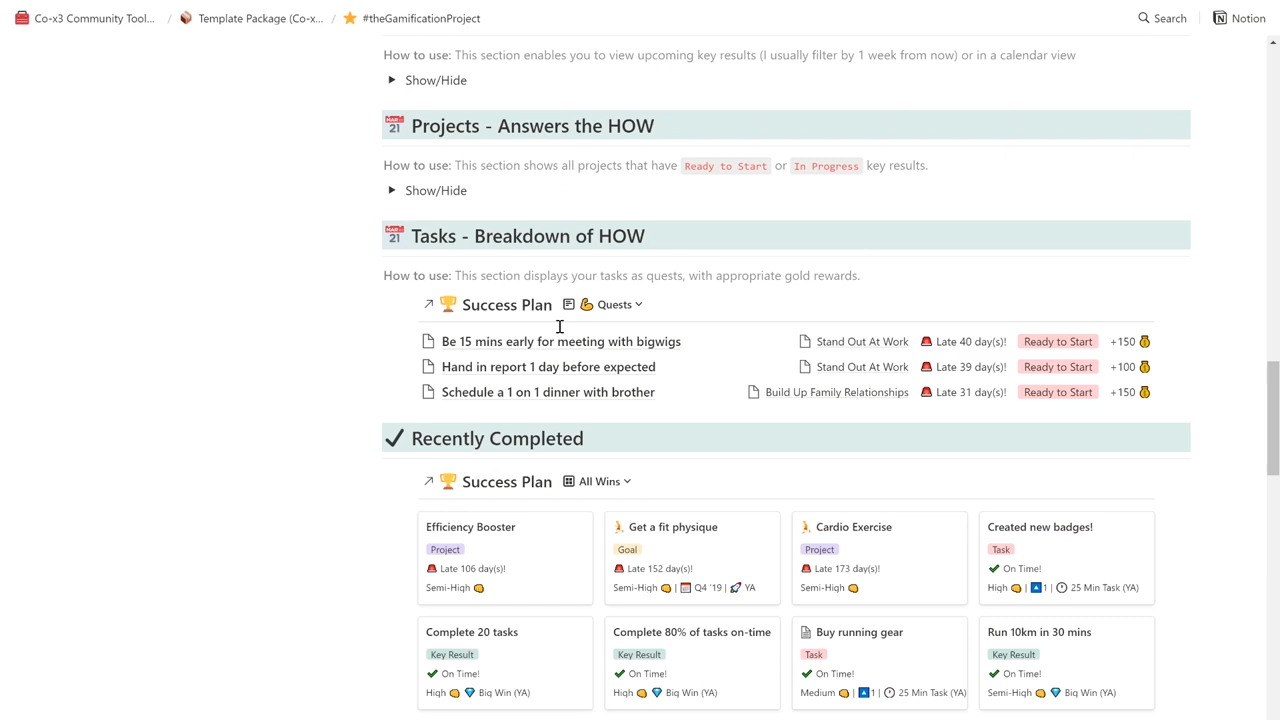 Co-x3 Community Tool... / Template Package (Co-x... / #theGamificationProject Search Notion
How to use: This section enables you to view upcoming key results (I usually filter by 1 week from now) or in a calendar view
Show/Hide
Projects - Answers the HOW
How to use: This section shows all projects that have Ready to Start or In Progress key results.
Show/Hide
Tasks - Breakdown of HOW
How to use: This section displays your tasks as quests, with appropriate gold rewards.
Success Plan Quests
Be 15 mins early for meeting with bigwigs Stand Out At Work Late 40 day(s)! Ready to Start +150
Hand in report 1 day before expected Stand Out At Work Late 39 day(s)! Ready to Start +100
Schedule a 1 on 1 dinner with brother Build Up Family Relationships Late 31 day(s)! Ready to Start +150
Recently Completed
Success Plan All Wins
Efficiency Booster
Project
Late 106 day(s)!
Semi-High
Get a fit physique
Goal
Late 152 day(s)!
Semi-High | Q4 '19 | YA
Cardio Exercise
Project
Late 173 day(s)!
Semi-High
Created new badges!
Task
On Time!
High | 1 | 25 Min Task (YA)
Complete 20 tasks
Key Result
On Time!
High Big Win (YA)
Complete 80% of tasks on-time
Key Result
On Time!
High Big Win (YA)
Buy running gear
Task
On Time!
Medium | 1 | 25 Min Task (YA)
Run 10km in 30 mins
Key Result
On Time!
Semi-High Big Win (YA)